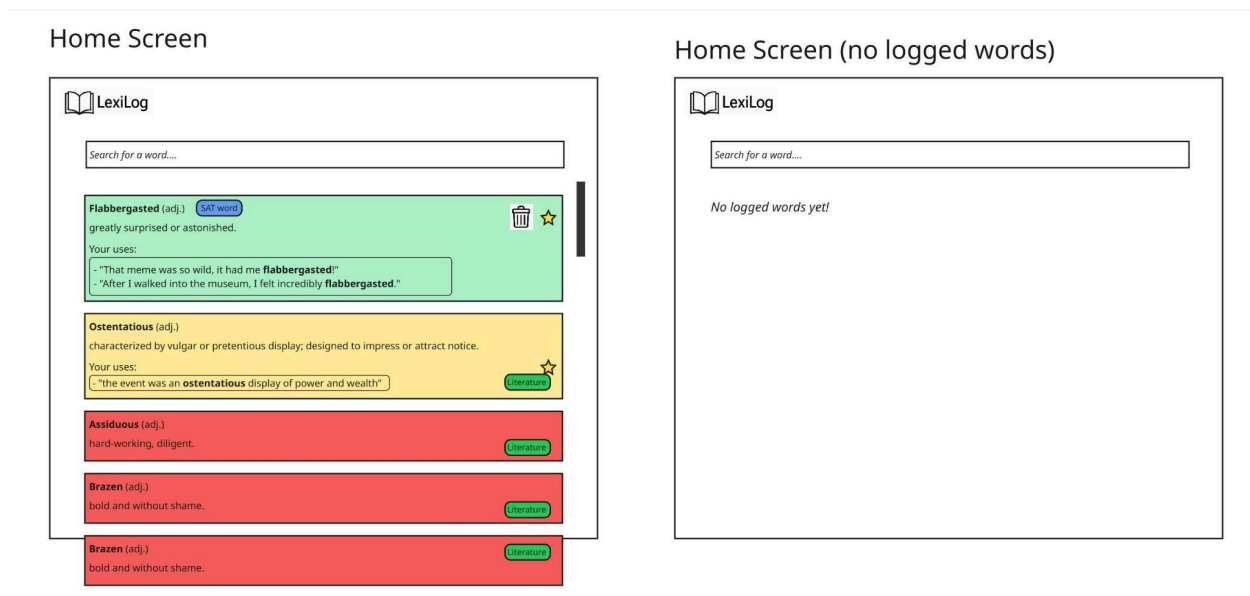 Home Screen
LexiLog
Search for a word....
Flabbergasted (adj.) SAT word
greatly surprised or astonished.
Your uses:
- "That meme was so wild, it had me flabbergasted!"
- "After I walked into the museum, I felt incredibly flabbergasted."
Ostentatious (adj.)
characterized by vulgar or pretentious display; designed to impress or attract notice.
Your uses:
- "the event was an ostentatious display of power and wealth"
Literature
Assiduous (adj.)
hard-working, diligent.
Literature
Brazen (adj.)
bold and without shame.
Literature
Brazen (adj.)
Literature
bold and without shame.
Home Screen (no logged words)
LexiLog
Search for a word....
No logged words yet!